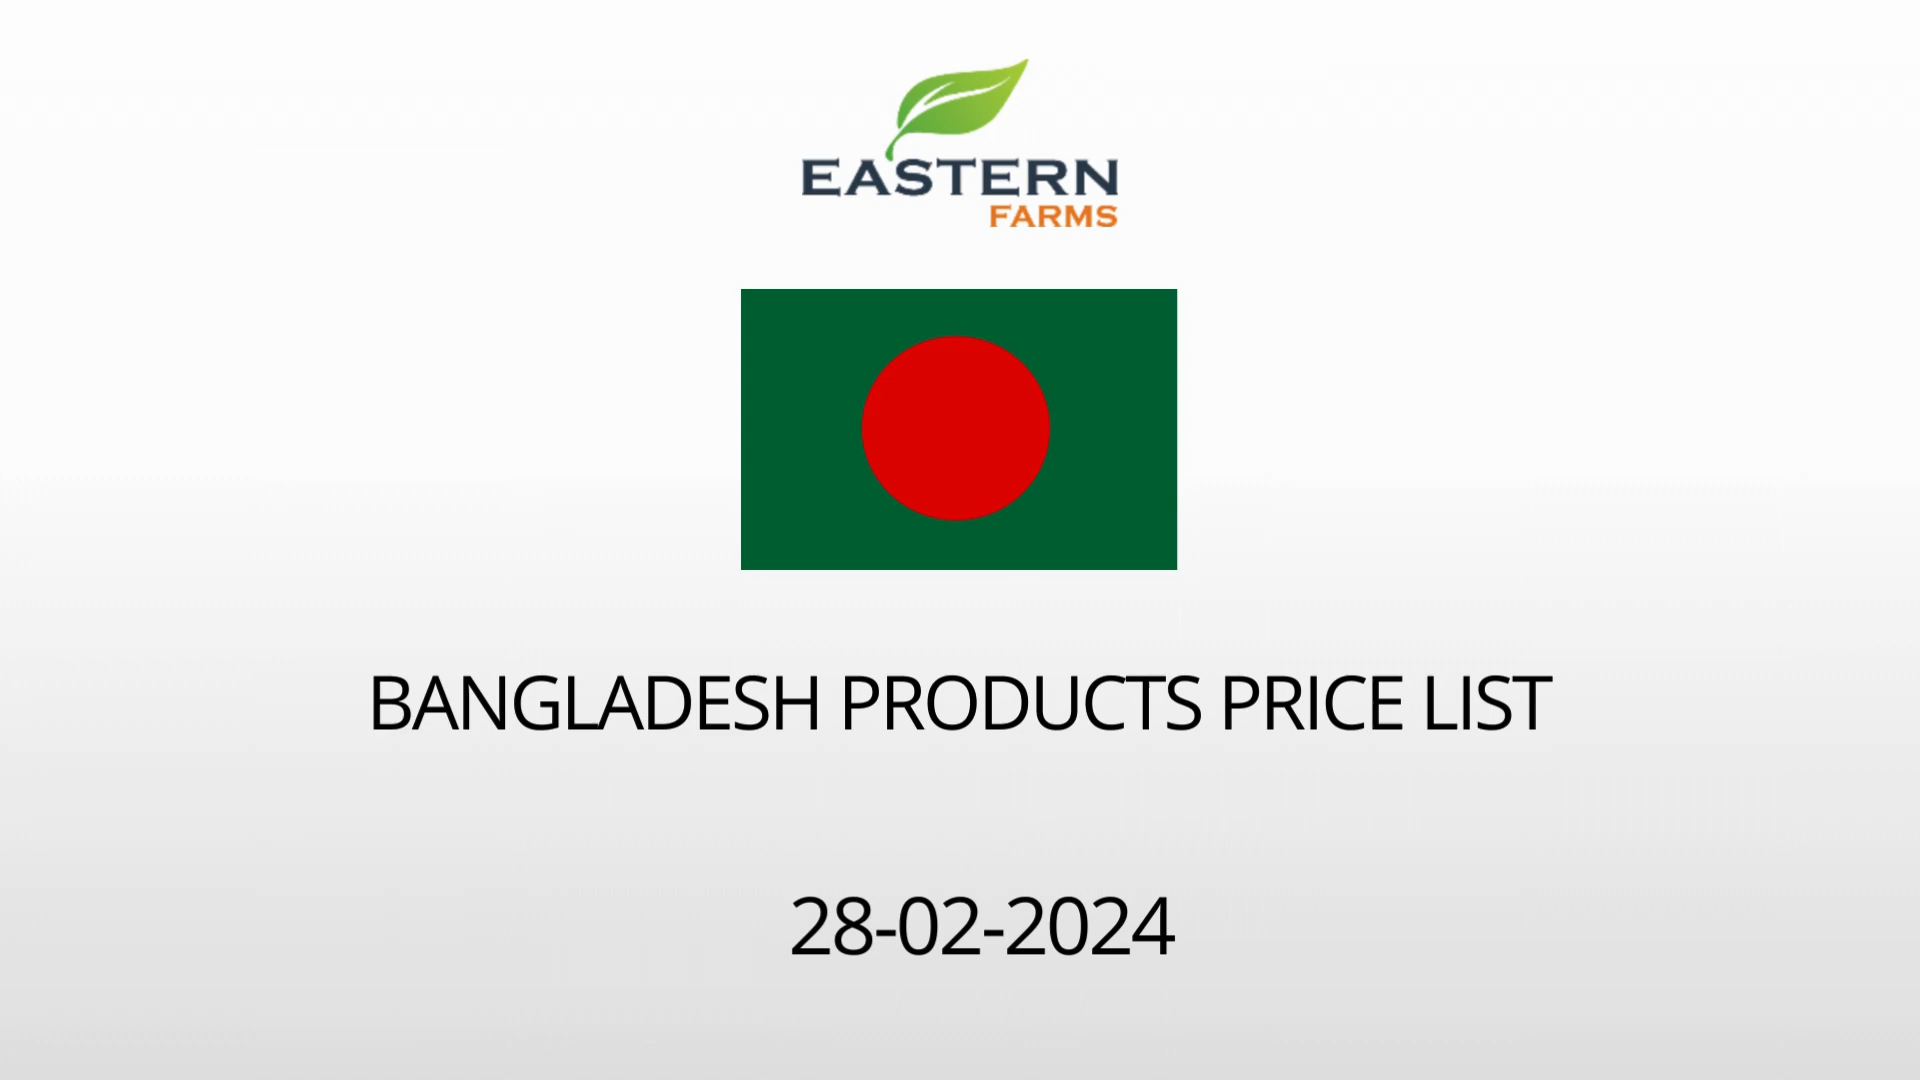 EASTERN
FARMS
BANGLADESH PRODUCTS PRICE LIST
28-02-2024